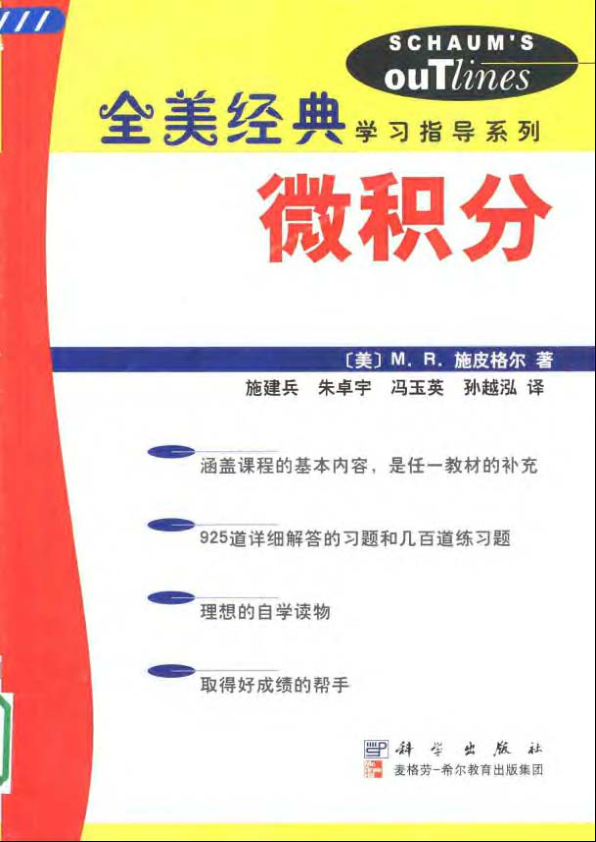 SCHAUM'S
ouTlines
全美经典 学习指导系列
微积分
〔美〕M. R. 施皮格尔 著
施建兵 朱卓宇 冯玉英 孙越泓 译
涵盖课程的基本内容，是任一教材的补充
925道详细解答的习题和几百道练习题
理想的自学读物
取得好成绩的帮手
科学出版社
麦格劳-希尔教育出版集团